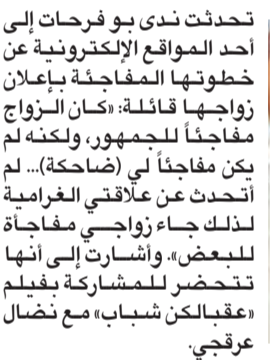 تحدثت ندى بو فرحات إلى
أحد المواقع الإلكترونية عن
خطوتها المفاجئة بإعلان
زواجها قائلة: «كان الزواج
مفاجئاً للجمهور، ولكنه لم
يكن مفاجئاً لي (ضاحكة)... لم
أتحدث عن علاقتي الغرامية
لذلك جاء زواجي مفاجأة
للبعض». وأشارت إلى أنها
تتحضر للمشاركة بفيلم
«عقبالكن شباب» مع نضال
عرقجي.